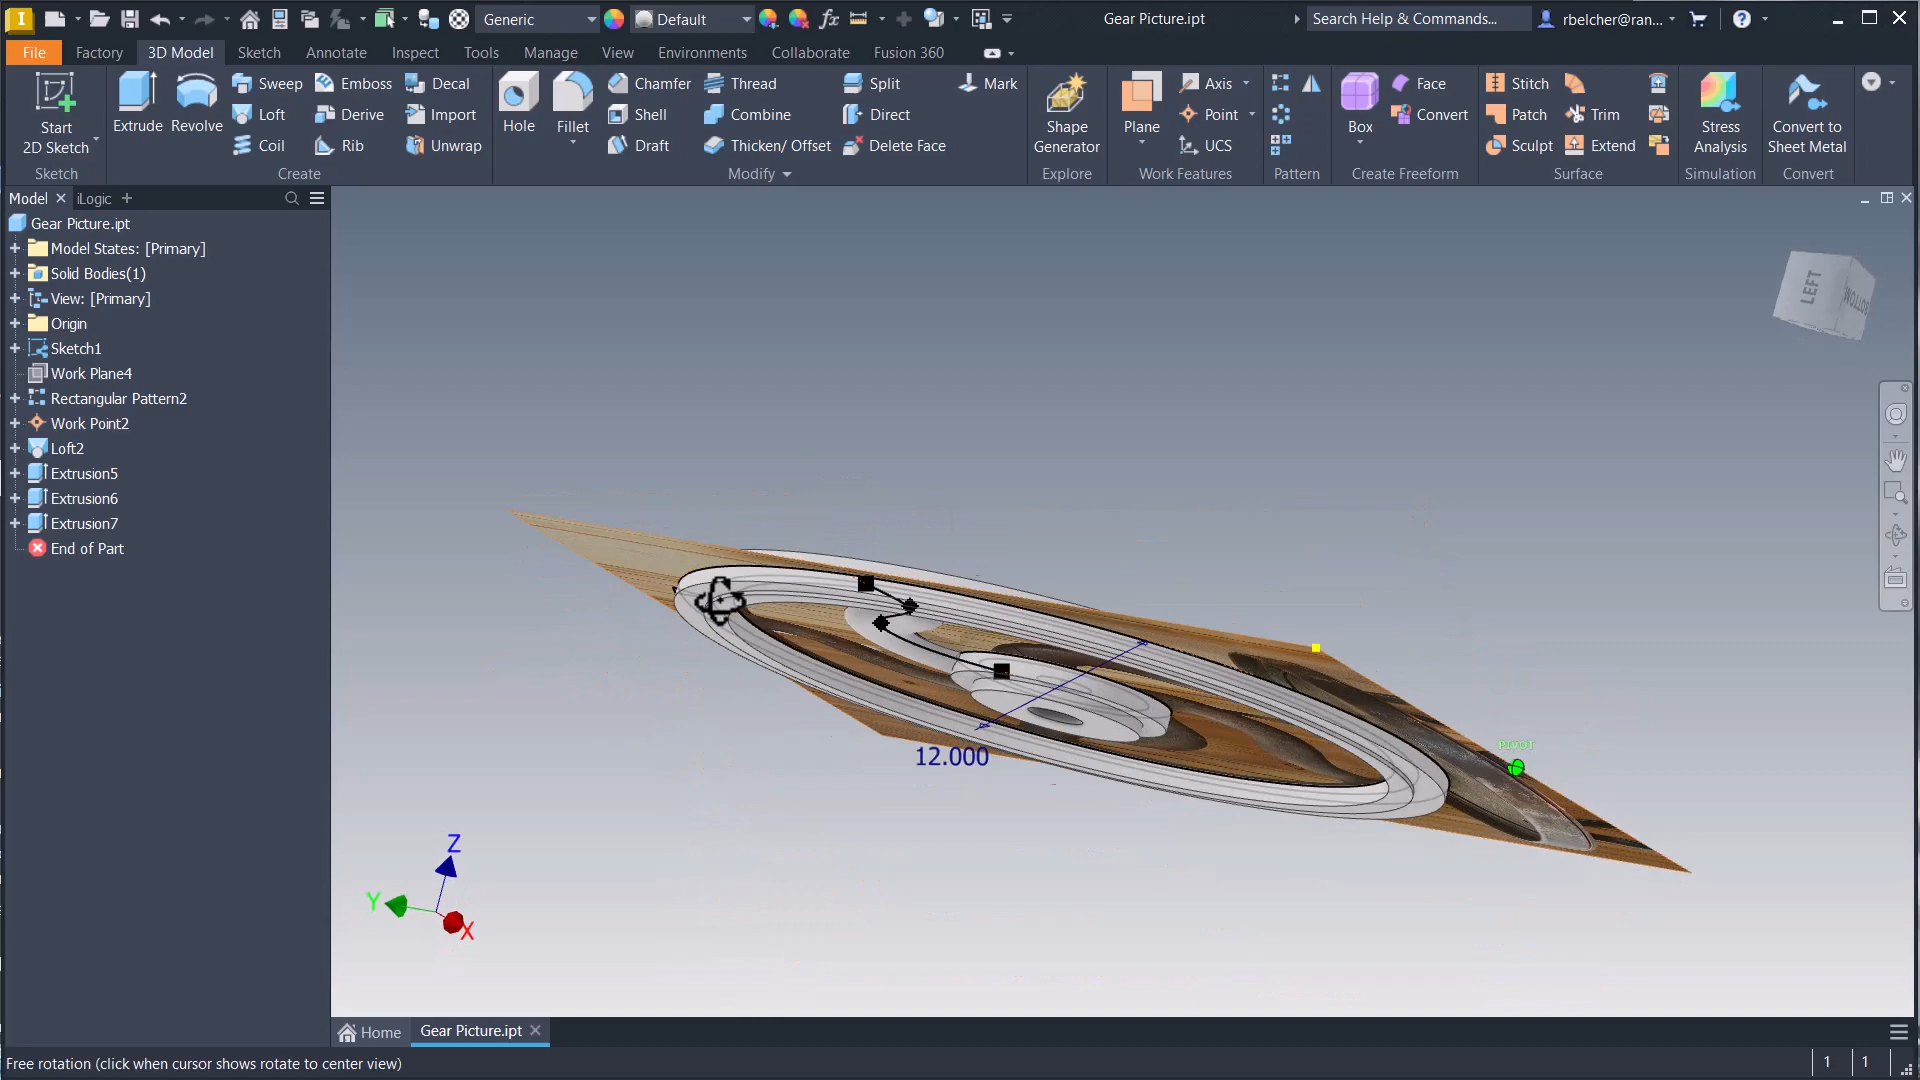 Generic
Default
Gear Picture.ipt
Search Help & Commands...
rbelcher@ran...
File
Factory
3D Model
Sketch
Annotate
Inspect
Tools
Manage
View
Environments
Collaborate
Fusion 360
Start
2D Sketch
Extrude
Revolve
Sweep
Loft
Coil
Emboss
Derive
Rib
Decal
Import
Unwrap
Hole
Fillet
Chamfer
Shell
Draft
Thread
Combine
Thicken/ Offset
Split
Direct
Delete Face
Mark
Shape
Generator
Plane
Axis
Point
UCS
Box
Face
Convert
Stitch
Patch
Sculpt
Trim
Extend
Stress
Analysis
Convert to
Sheet Metal
Sketch
Create
Modify
Explore
Work Features
Pattern
Create Freeform
Surface
Simulation
Convert
Model
iLogic
Gear Picture.ipt
Model States: [Primary]
Solid Bodies(1)
View: [Primary]
Origin
Sketch1
Work Plane4
Rectangular Pattern2
Work Point2
Loft2
Extrusion5
Extrusion6
Extrusion7
End of Part
LEFT
BOTTOM
PIVOT
12.000
Z
Y
X
Home
Gear Picture.ipt
Free rotation (click when cursor shows rotate to center view)
1
1